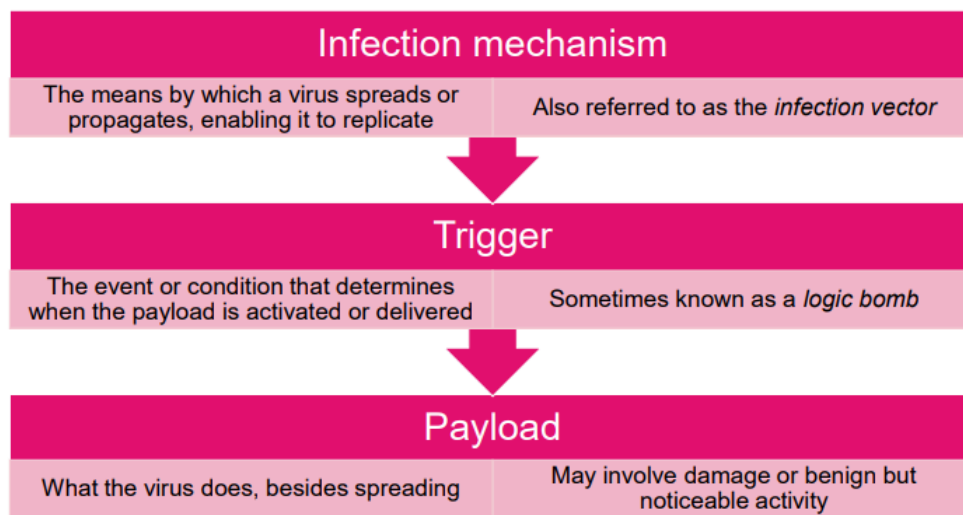 Infection mechanism
The means by which a virus spreads or
propagates, enabling it to replicate
Also referred to as the infection vector
Trigger
The event or condition that determines
when the payload is activated or delivered
Sometimes known as a logic bomb
Payload
What the virus does, besides spreading
May involve damage or benign but
noticeable activity